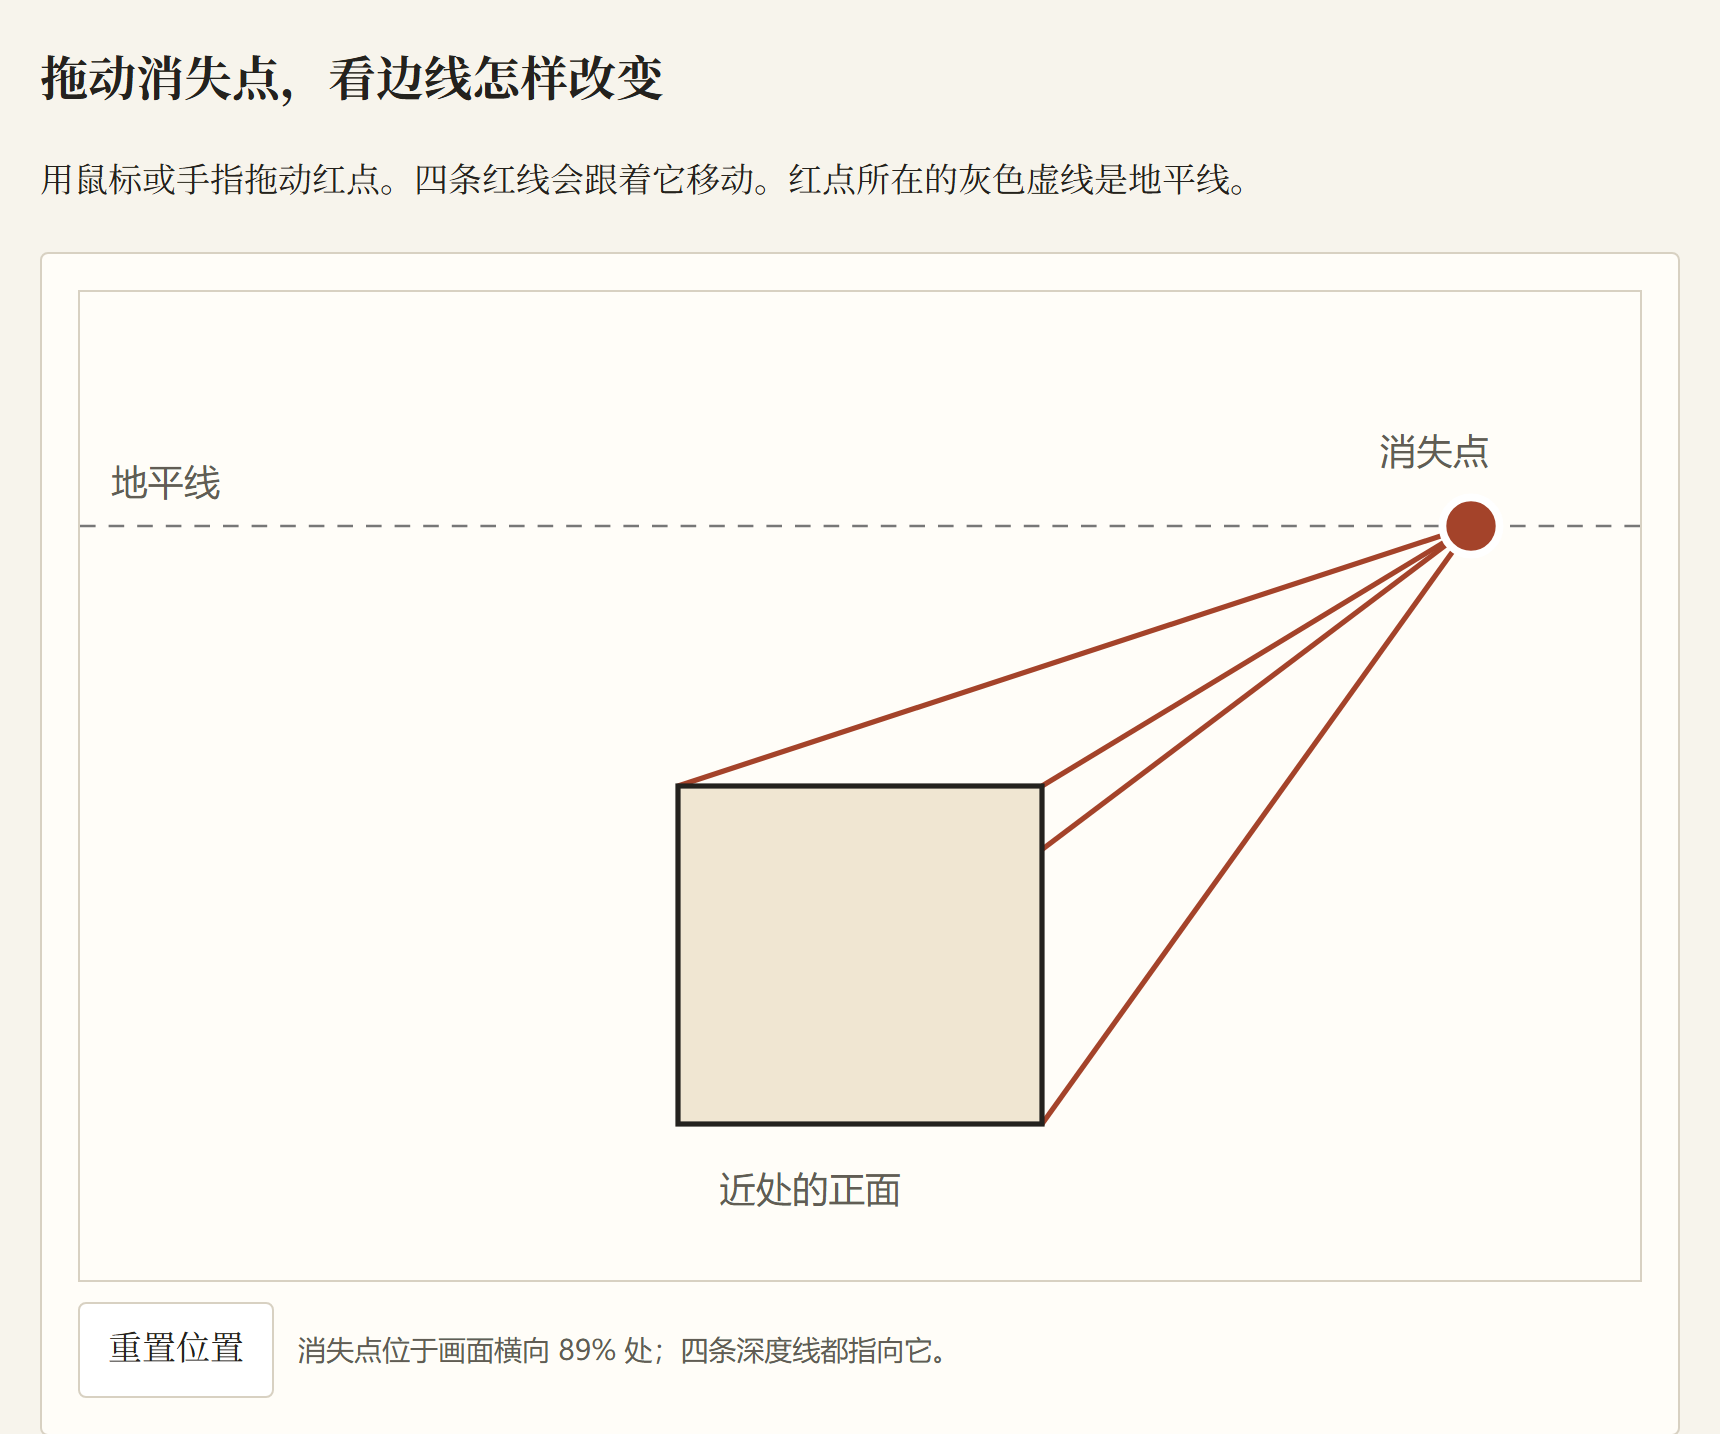 拖动消失点，看边线怎样改变
用鼠标或手指拖动红点。四条红线会跟着它移动。红点所在的灰色虚线是地平线。
消失点
地平线
近处的正面
重置位置
消失点位于画面横向 89% 处；四条深度线都指向它。